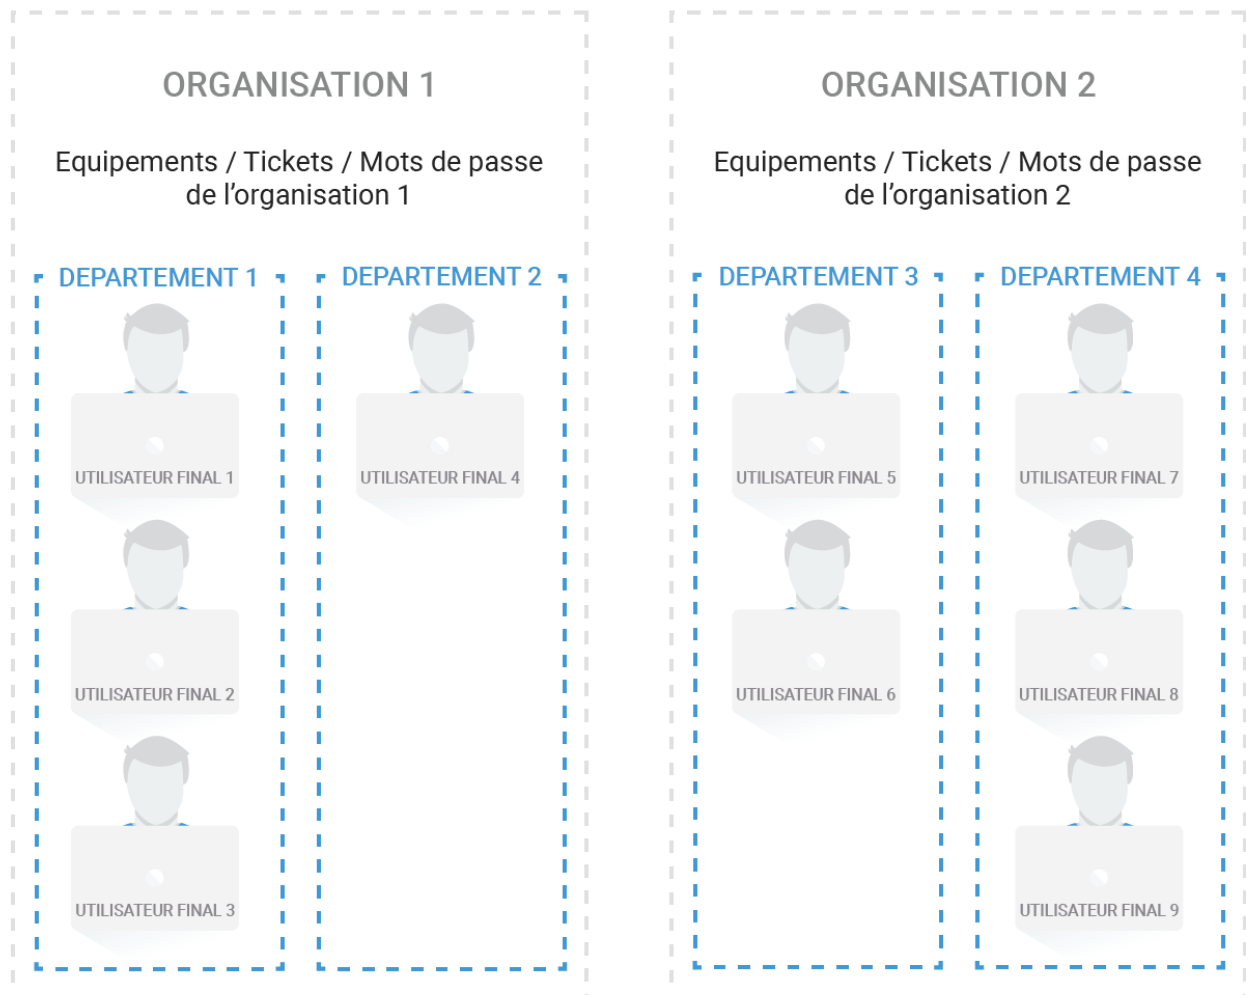 ORGANISATION 1
Equipements / Tickets / Mots de passe
de l’organisation 1
DEPARTEMENT 1
UTILISATEUR FINAL 1
UTILISATEUR FINAL 2
UTILISATEUR FINAL 3
DEPARTEMENT 2
UTILISATEUR FINAL 4
ORGANISATION 2
Equipements / Tickets / Mots de passe
de l’organisation 2
DEPARTEMENT 3
UTILISATEUR FINAL 5
UTILISATEUR FINAL 6
DEPARTEMENT 4
UTILISATEUR FINAL 7
UTILISATEUR FINAL 8
UTILISATEUR FINAL 9